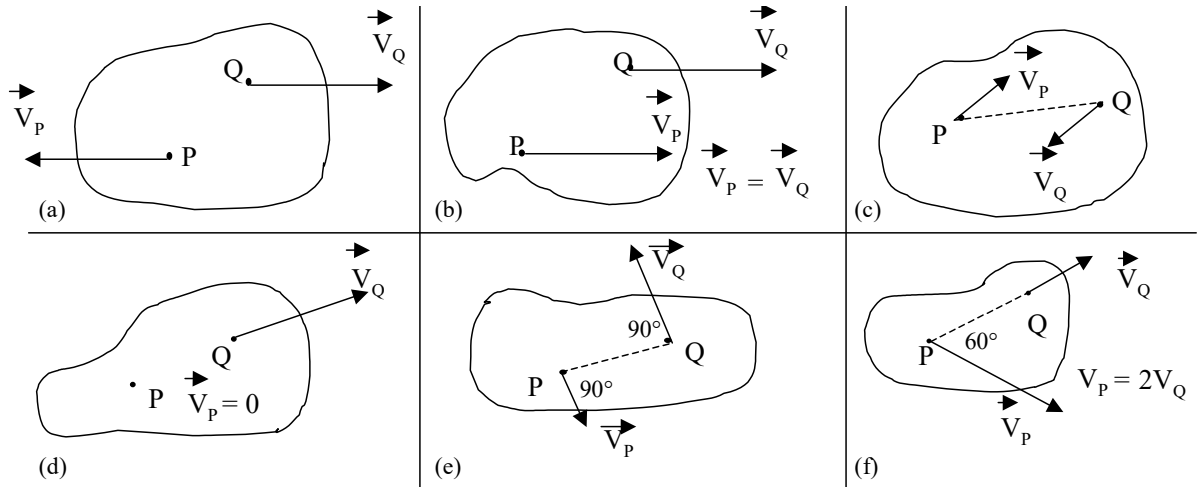 V_Q
Q
V_P
P
(a)
V_Q
Q
V_P
P
V_P = V_Q
(b)
V_P
Q
P
V_Q
(c)
V_Q
Q
P
V_P = 0
(d)
V_Q
90°
Q
P
90°
V_P
(e)
V_Q
Q
P
60°
V_P = 2V_Q
V_P
(f)